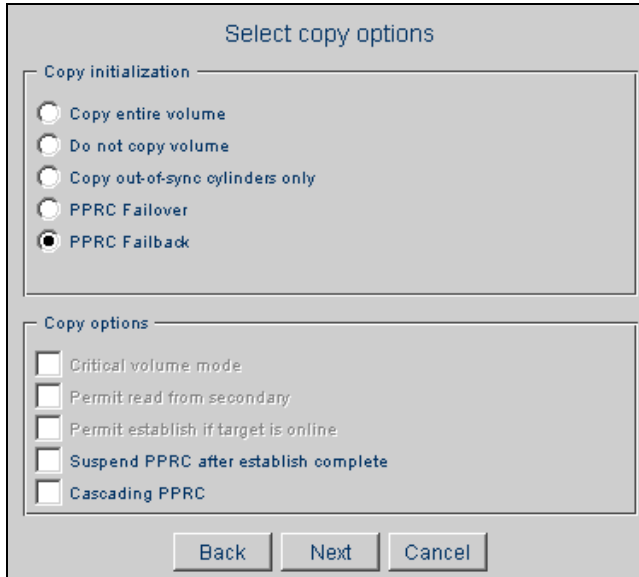 Select copy options
Copy initialization
Copy entire volume
Do not copy volume
Copy out-of-sync cylinders only
PPRC Failover
PPRC Failback
Copy options
Critical volume mode
Permit read from secondary
Permit establish if target is online
Suspend PPRC after establish complete
Cascading PPRC
Back Next Cancel